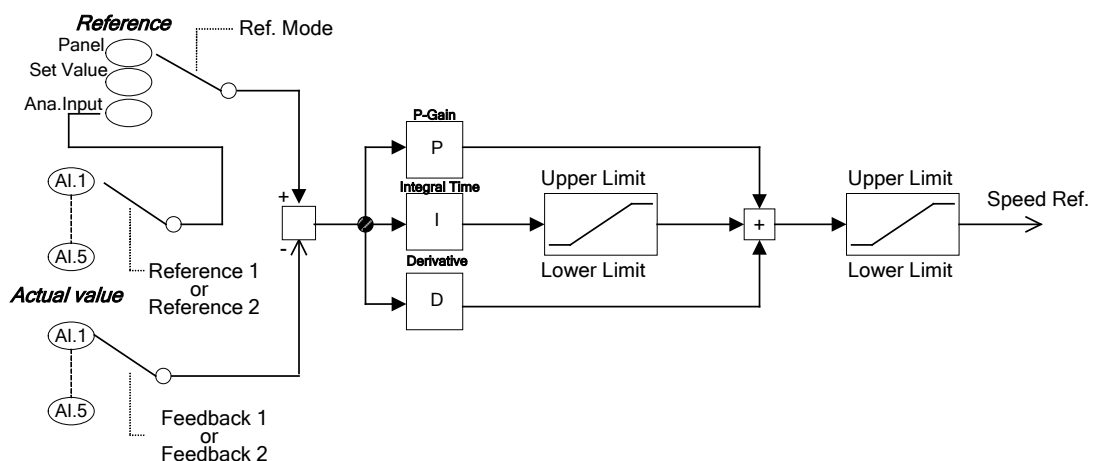 Reference
Ref. Mode
Panel
Set Value
Ana.Input
AI.1
AI.5
Reference 1
or
Reference 2
Actual value
AI.1
AI.5
Feedback 1
or
Feedback 2
+
-
P-Gain
P
Integral Time
I
Derivative
D
Upper Limit
Lower Limit
+
Upper Limit
Lower Limit
Speed Ref.